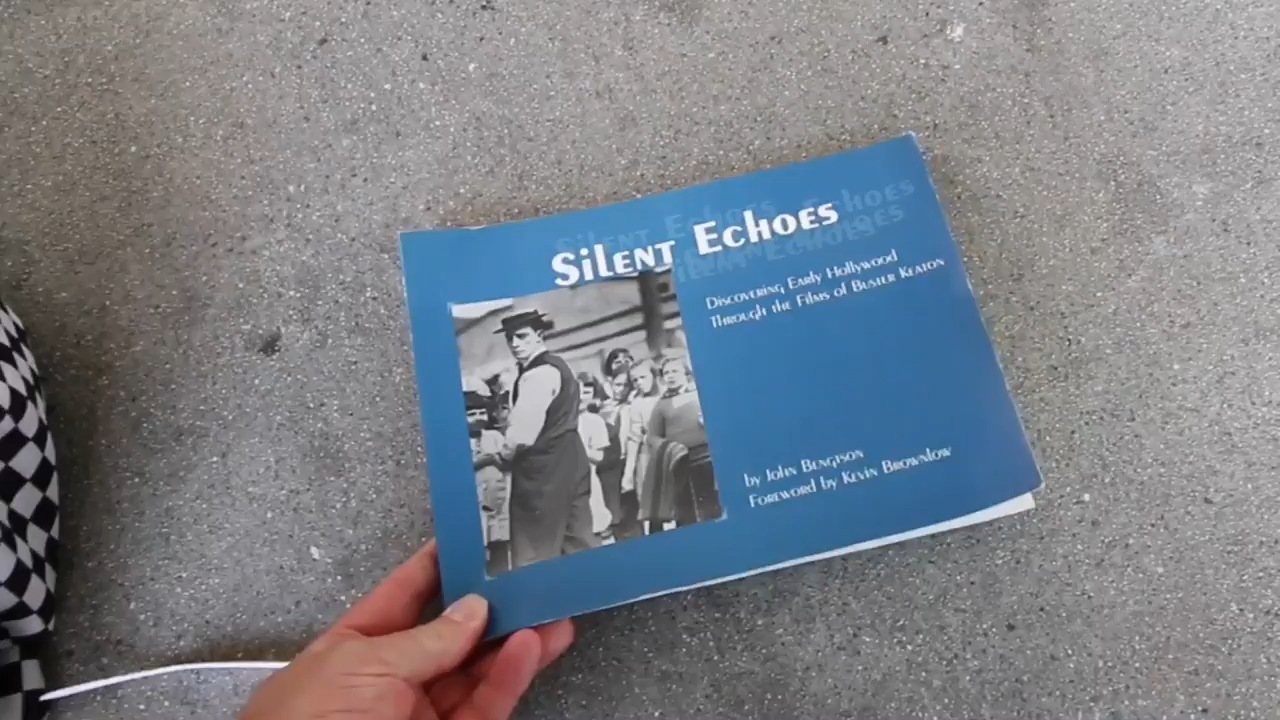 Silent Echoes
Discovering Early Hollywood
Through the Films of Buster Keaton
by John Bengtson
Foreword by Kevin Brownlow